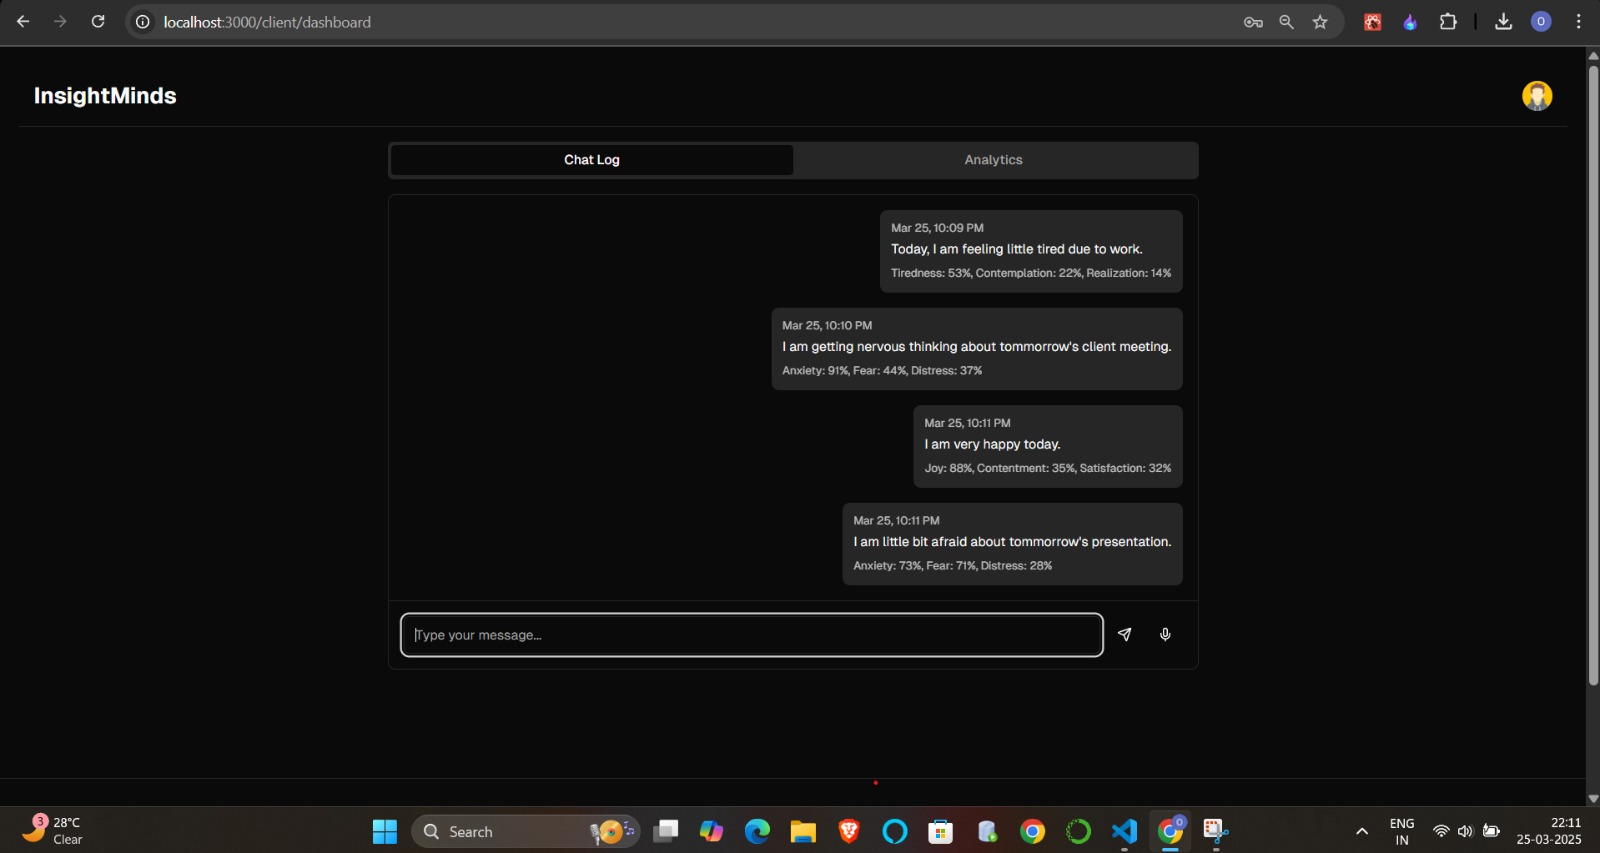 localhost:3000/client/dashboard
O
InsightMinds
Chat Log
Analytics
Mar 25, 10:09 PM
Today, I am feeling little tired due to work.
Tiredness: 53%, Contemplation: 22%, Realization: 14%
Mar 25, 10:10 PM
I am getting nervous thinking about tommorrow's client meeting.
Anxiety: 91%, Fear: 44%, Distress: 37%
Mar 25, 10:11 PM
I am very happy today.
Joy: 88%, Contentment: 35%, Satisfaction: 32%
Mar 25, 10:11 PM
I am little bit afraid about tommorrow's presentation.
Anxiety: 73%, Fear: 71%, Distress: 28%
Type your message...
3
28°C
Clear
Search
ENG
IN
22:11
25-03-2025